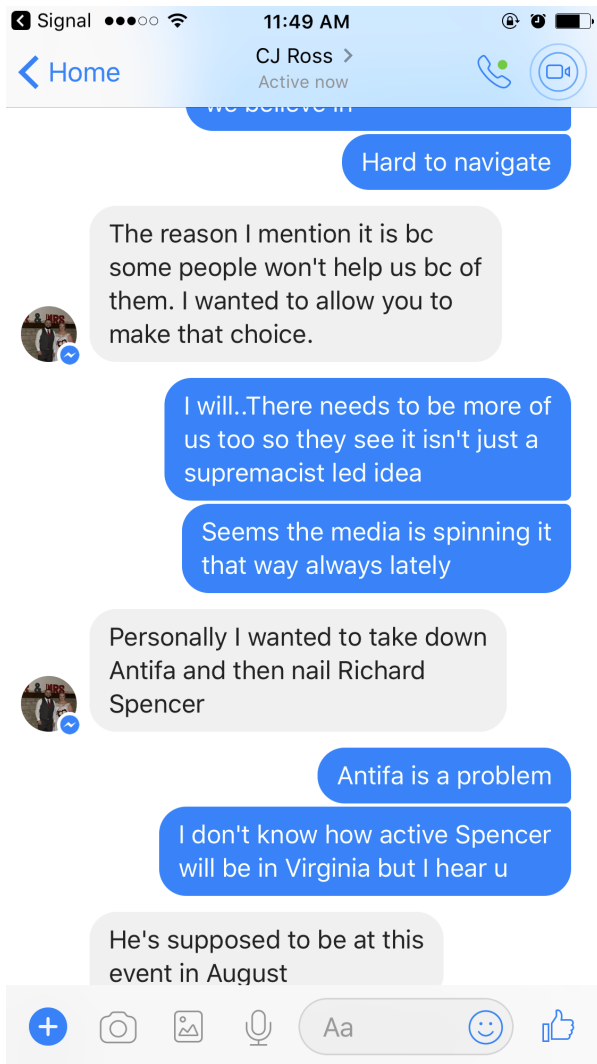 Signal
11:49 AM
Home
CJ Ross
Active now
we believe in
Hard to navigate
The reason I mention it is bc
some people won't help us bc of
them. I wanted to allow you to
make that choice.
I will..There needs to be more of
us too so they see it isn't just a
supremacist led idea
Seems the media is spinning it
that way always lately
Personally I wanted to take down
Antifa and then nail Richard
Spencer
Antifa is a problem
I don't know how active Spencer
will be in Virginia but I hear u
He's supposed to be at this
event in August
Aa